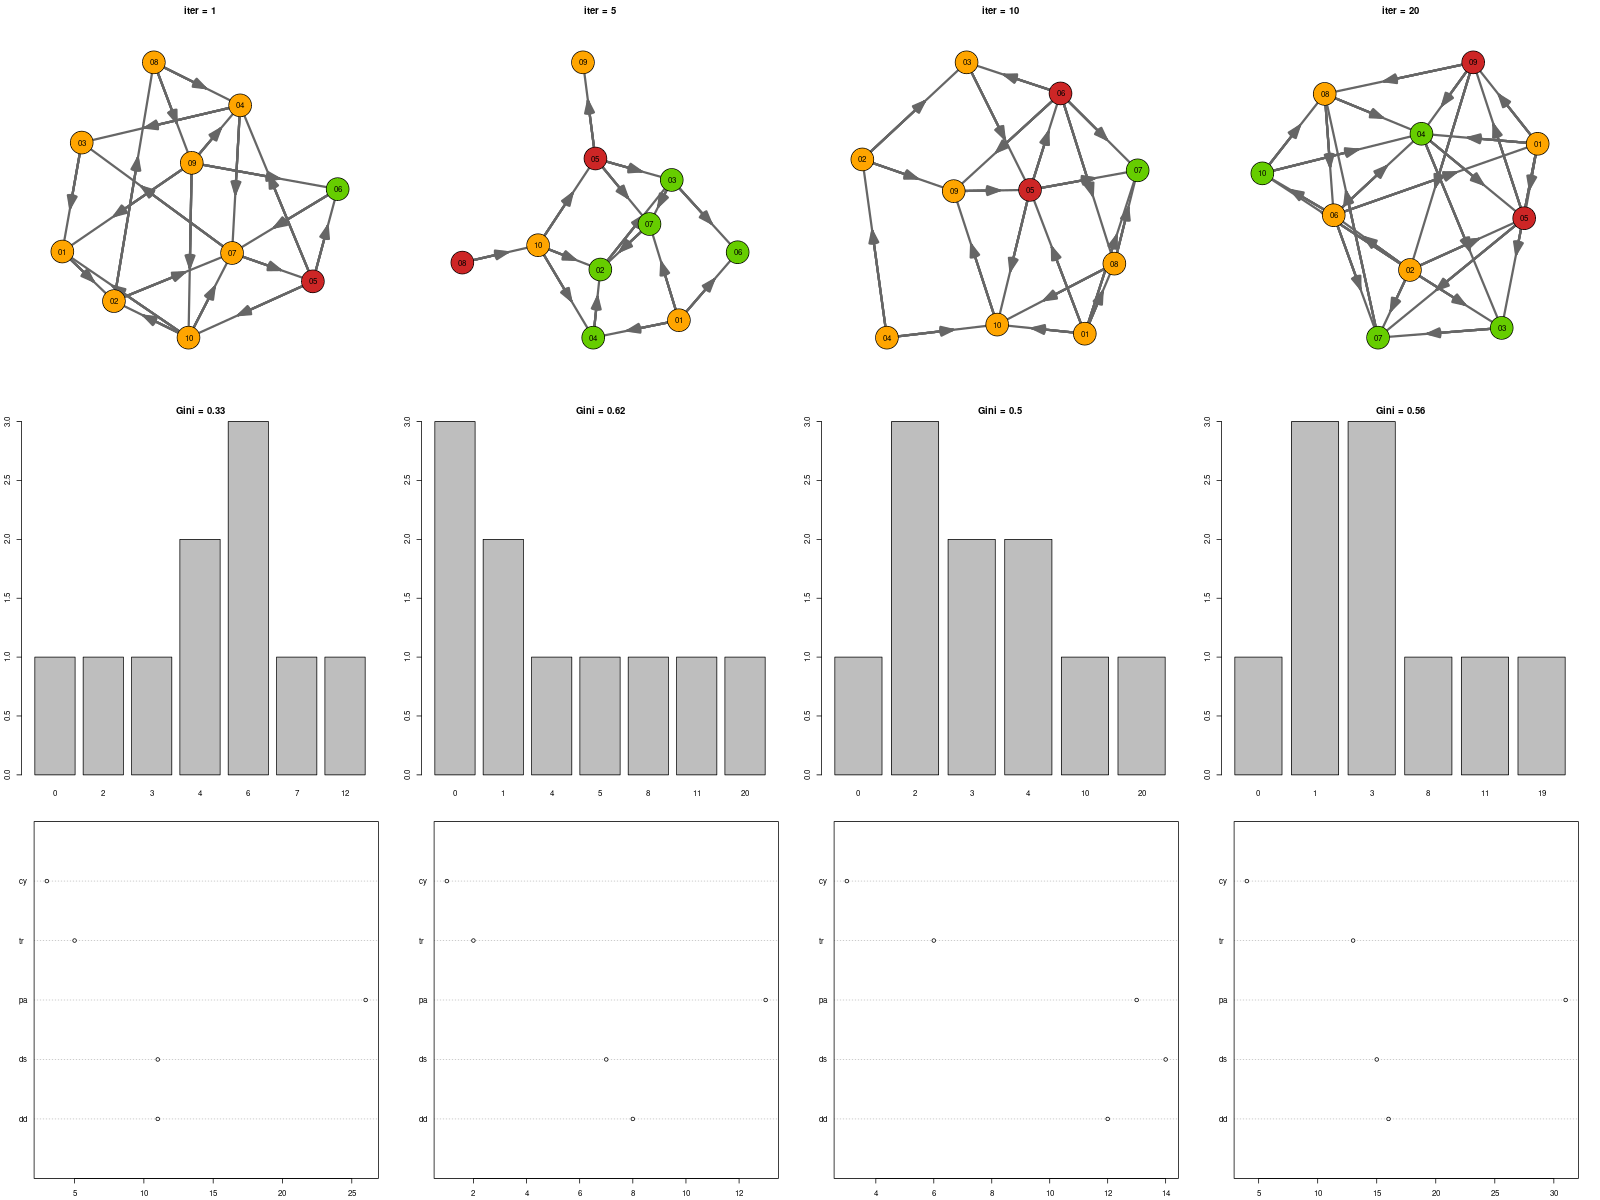 iter = 1
iter = 5
iter = 10
iter = 20
08
04
03
09
06
01
07
05
02
10
09
05
03
07
06
10
08
02
01
04
03
06
02
07
09
05
08
10
04
01
09
08
04
01
10
06
05
02
03
07
Gini = 0.33
Gini = 0.62
Gini = 0.5
Gini = 0.56
3.0
2.5
2.0
1.5
1.0
0.5
0.0
0 2 3 4 6 7 12
3.0
2.5
2.0
1.5
1.0
0.5
0.0
0 1 4 5 8 11 20
3.0
2.5
2.0
1.5
1.0
0.5
0.0
0 2 3 4 10 20
3.0
2.5
2.0
1.5
1.0
0.5
0.0
0 1 3 8 11 19
cy
tr
pa
ds
dd
5 10 15 20 25
cy
tr
pa
ds
dd
2 4 6 8 10 12
cy
tr
pa
ds
dd
4 6 8 10 12 14
cy
tr
pa
ds
dd
5 10 15 20 25 30